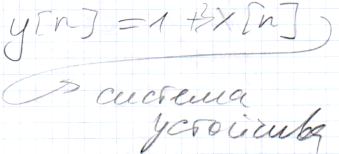 y[n] = 1 + 3x[n]
система
устойчива